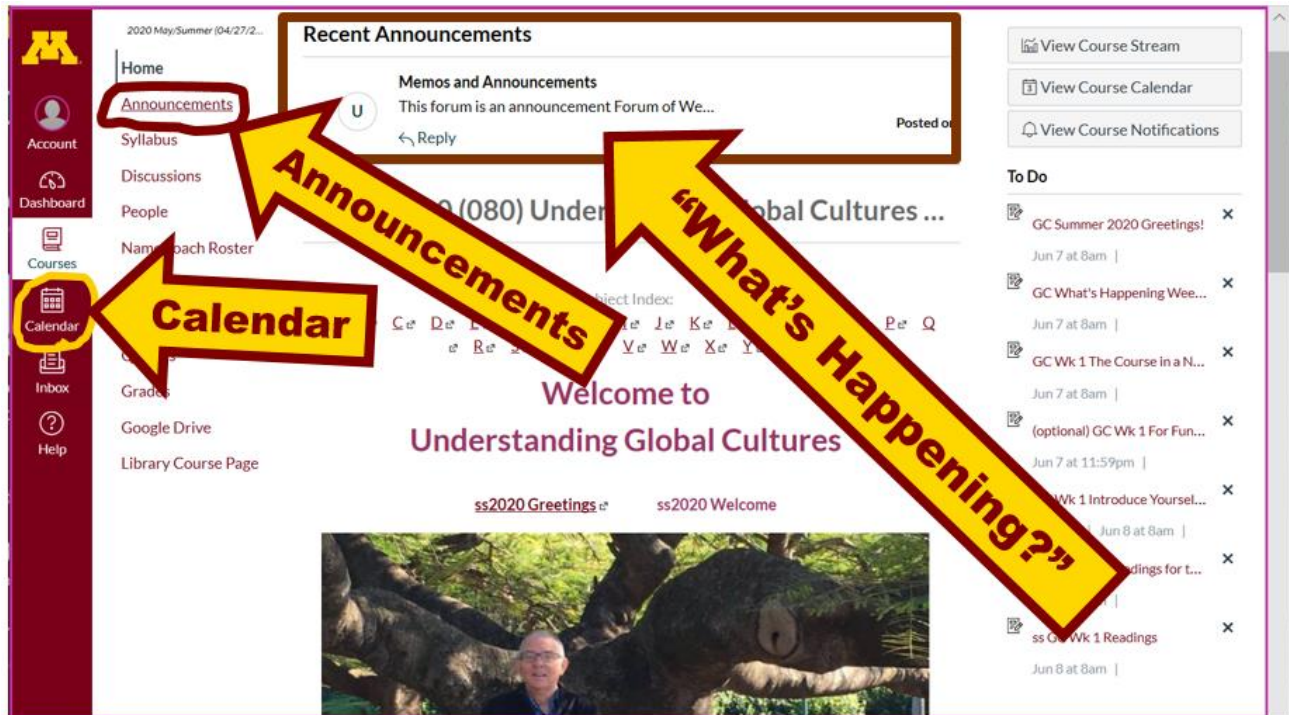 M
Account
Dashboard
Courses
Calendar
Inbox
Help
2020 May/Summer (04/27/2...
Home
Announcements
Syllabus
Discussions
People
Roster
Grades
Google Drive
Library Course Page
Recent Announcements
U
Memos and Announcements
This forum is an announcement Forum of We...
Reply
Posted on
(080) Cultures ...
Index:
C D J K P Q
R V W X Y
Welcome to
Understanding Global Cultures
ss2020 Greetings ss2020 Welcome
Announcements
Calendar
“What's Happening?”
View Course Stream
View Course Calendar
View Course Notifications
To Do
GC Summer 2020 Greetings!
Jun 7 at 8am |
GC What's Happening Wee...
Jun 7 at 8am |
GC Wk 1 The Course in a N...
Jun 7 at 8am |
(optional) GC Wk 1 For Fun...
Jun 7 at 11:59pm |
Wk 1 Introduce Yoursel...
Jun 8 at 8am |
for t...
ss GC Wk 1 Readings
Jun 8 at 8am |